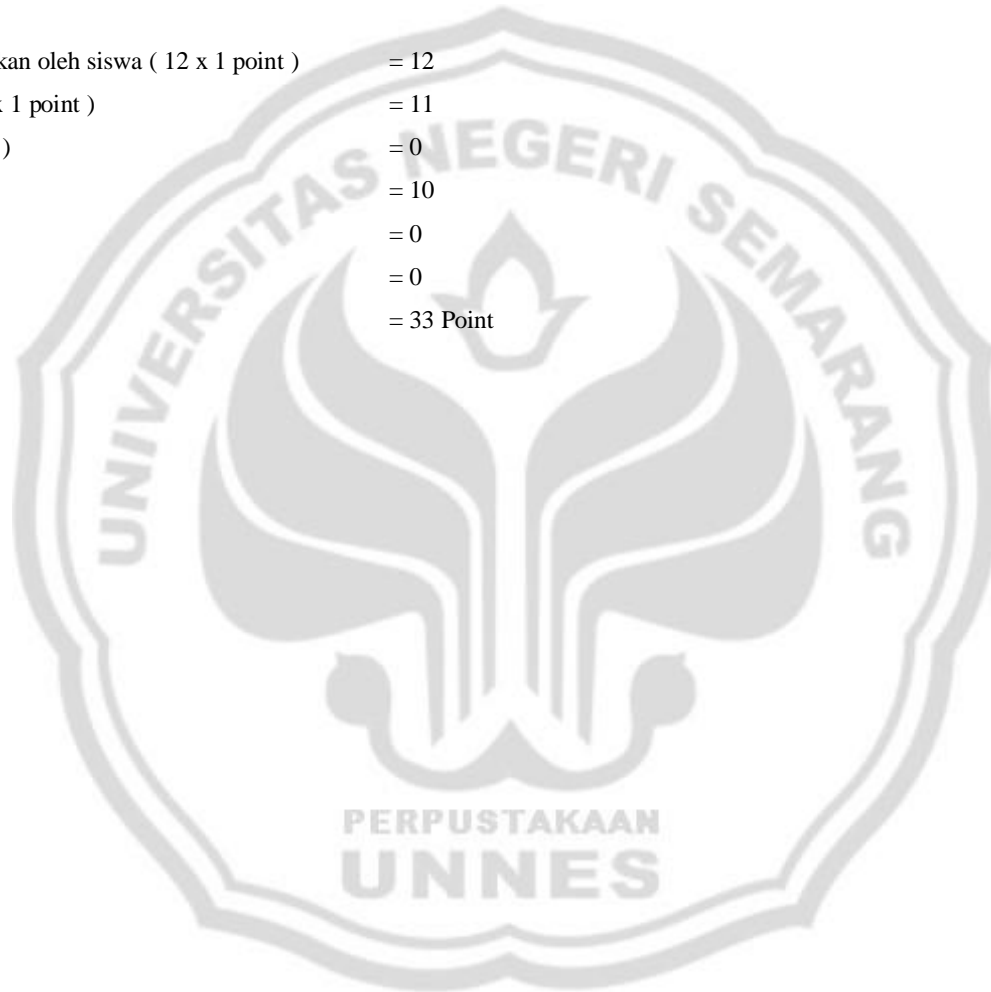 kan oleh siswa ( 12 x 1 point ) = 12
x 1 point ) = 11
) = 0
= 10
= 0
= 0
= 33 Point
UNIVERSITAS NEGERI SEMARANG
PERPUSTAKAAN
UNNES